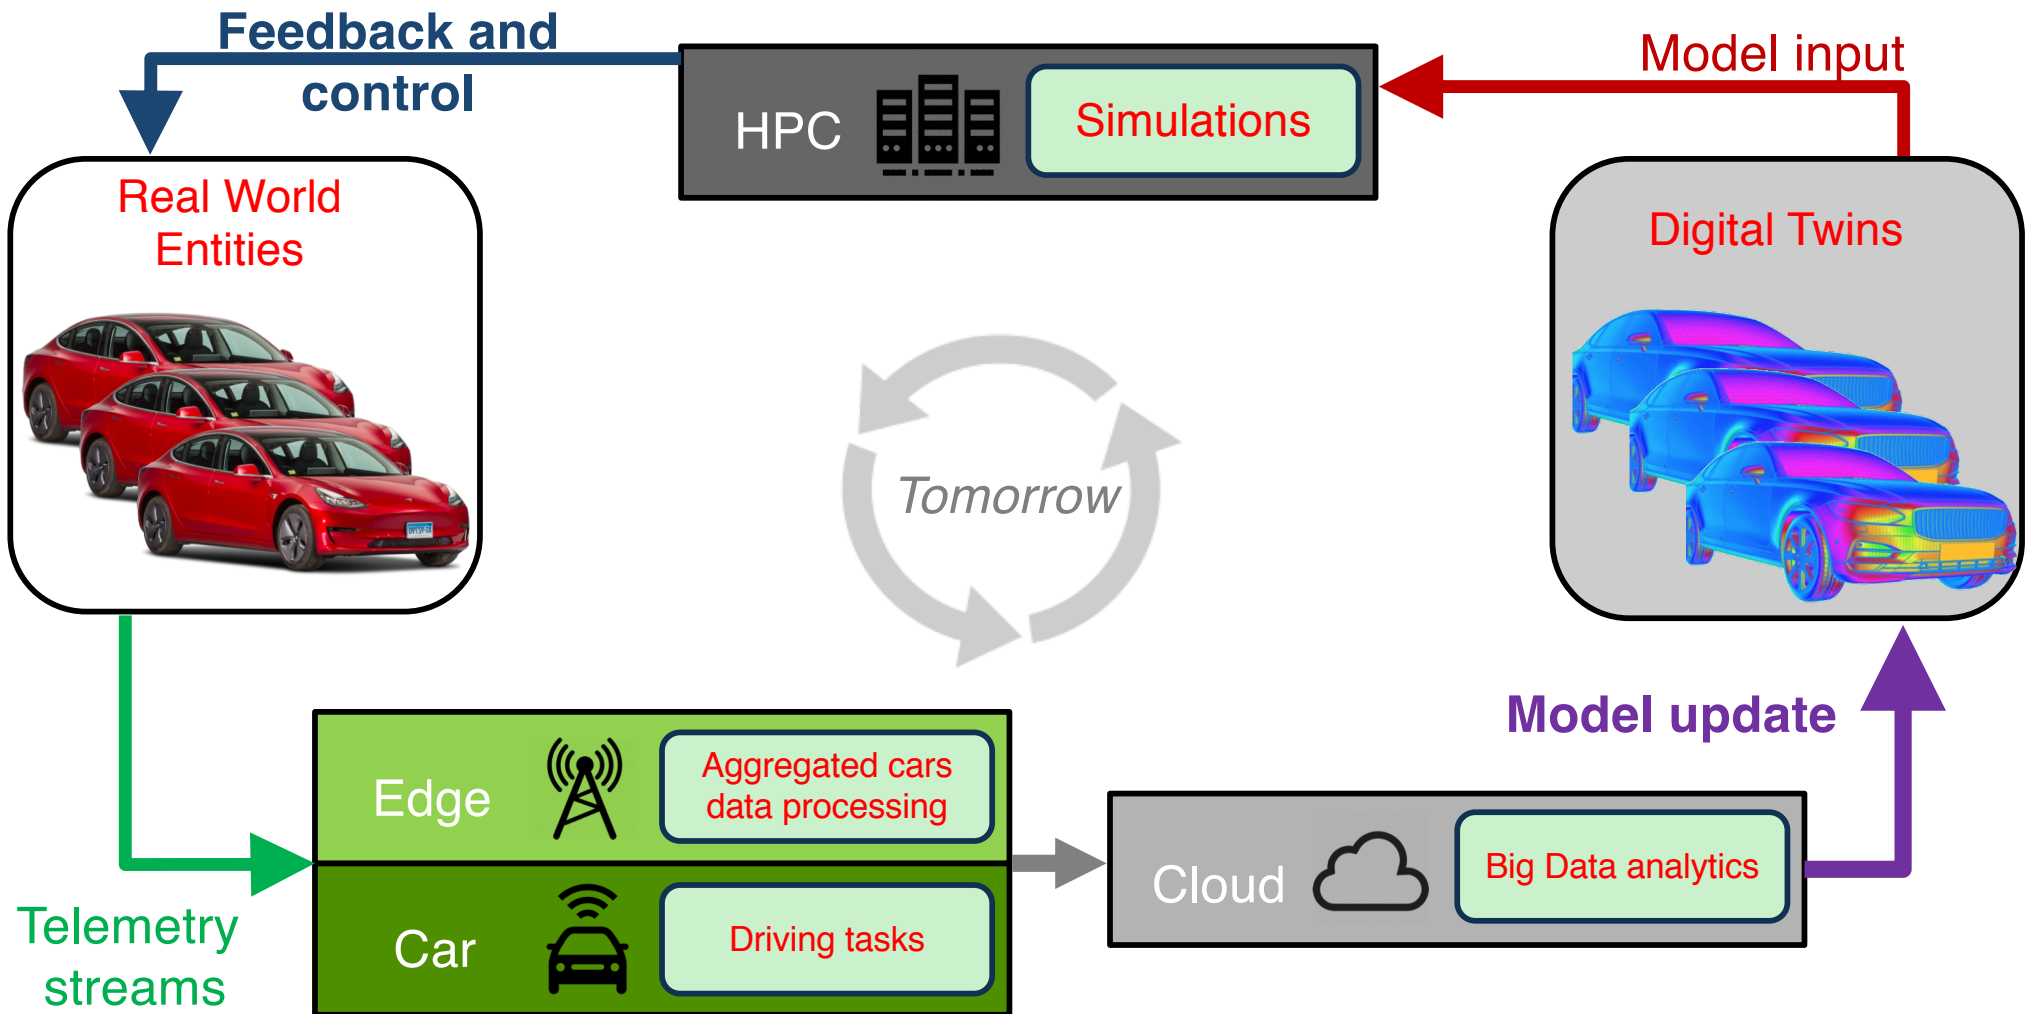 Feedback and
control
Model input
HPC
Simulations
Real World
Entities
Digital Twins
Tomorrow
Model update
Edge
Aggregated cars
data processing
Cloud
Big Data analytics
Telemetry
streams
Car
Driving tasks